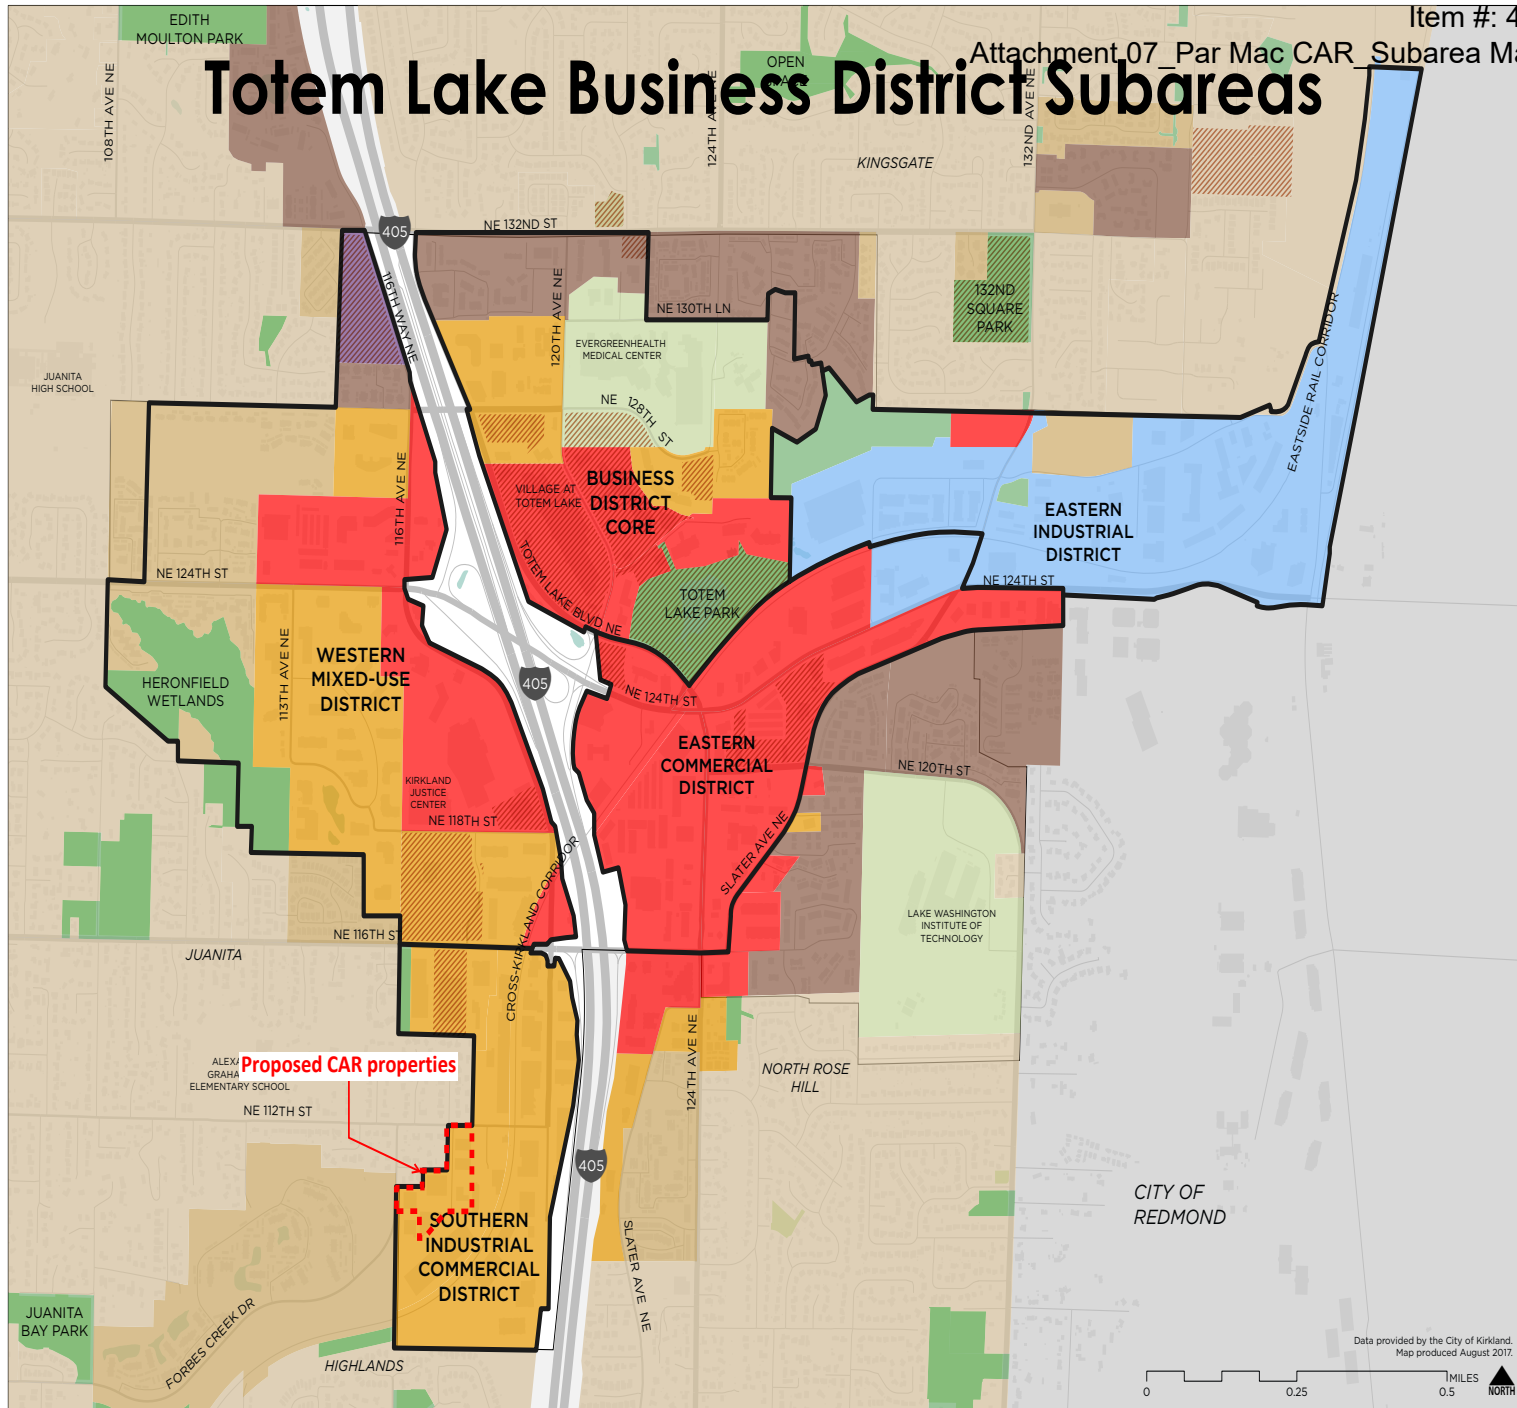 Item #: 4
Attachment 07_Par Mac CAR_Subarea Ma
Totem Lake Business District Subareas
EDITH
MOULTON PARK
OPEN
108TH AVE NE
124TH AVE NE
132ND AVE NE
KINGSGATE
405
NE 132ND ST
116TH WAY NE
120TH AVE NE
NE 130TH LN
132ND
SQUARE
PARK
EVERGREENHEALTH
MEDICAL CENTER
JUANITA
HIGH SCHOOL
NE 128TH ST
EASTSIDE RAIL CORRIDOR
116TH AVE NE
VILLAGE AT
TOTEM LAKE
BUSINESS
DISTRICT
CORE
EASTERN
INDUSTRIAL
DISTRICT
NE 124TH ST
TOTEM LAKE BLVD NE
TOTEM
LAKE PARK
NE 124TH ST
113TH AVE NE
WESTERN
MIXED-USE
DISTRICT
HERONFIELD
WETLANDS
405
NE 124TH ST
EASTERN
COMMERCIAL
DISTRICT
NE 120TH ST
KIRKLAND
JUSTICE
CENTER
NE 118TH ST
SLATER AVE NE
CROSS-KIRKLAND CORRIDOR
LAKE WASHINGTON
INSTITUTE OF
TECHNOLOGY
NE 116TH ST
JUANITA
124TH AVE NE
NORTH ROSE
HILL
ALEXA
GRAHA
ELEMENTARY SCHOOL
Proposed CAR properties
NE 112TH ST
405
CITY OF
REDMOND
SOUTHERN
INDUSTRIAL
COMMERCIAL
DISTRICT
SLATER AVE NE
JUANITA
BAY PARK
FORBES CREEK DR
HIGHLANDS
Data provided by the City of Kirkland.
Map produced August 2017.
MILES
0 0.25 0.5
NORTH